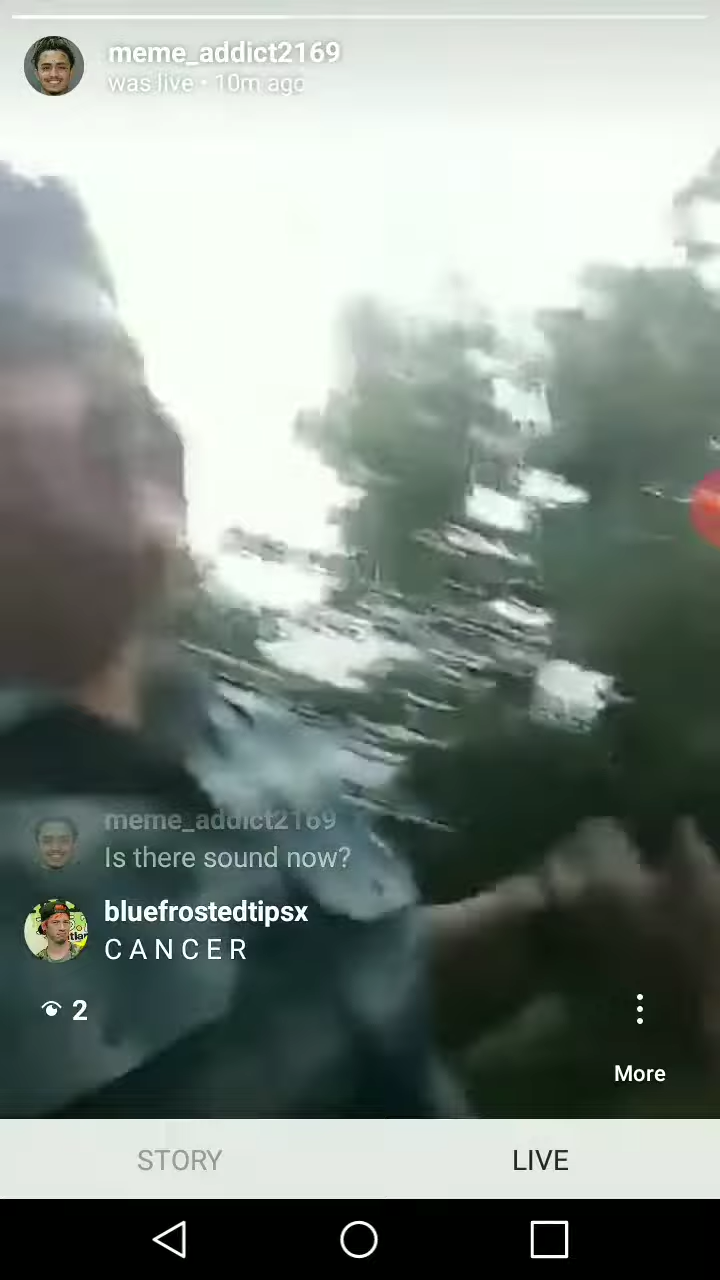 meme_addict2169
was live • 10m ago
meme_addict2169
Is there sound now?
bluefrostedtipsx
C A N C E R
2
More
STORY
LIVE